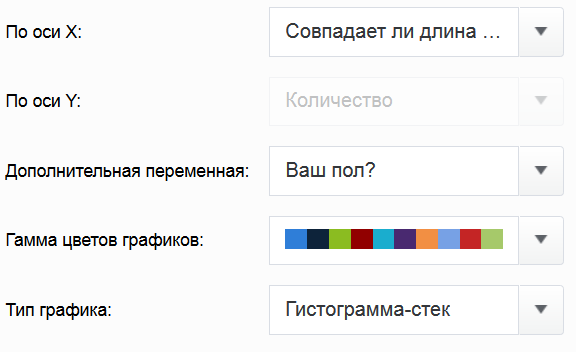 По оси X: Совпадает ли длина ...
По оси Y: Количество
Дополнительная переменная: Ваш пол?
Гамма цветов графиков:
Тип графика: Гистограмма-стек